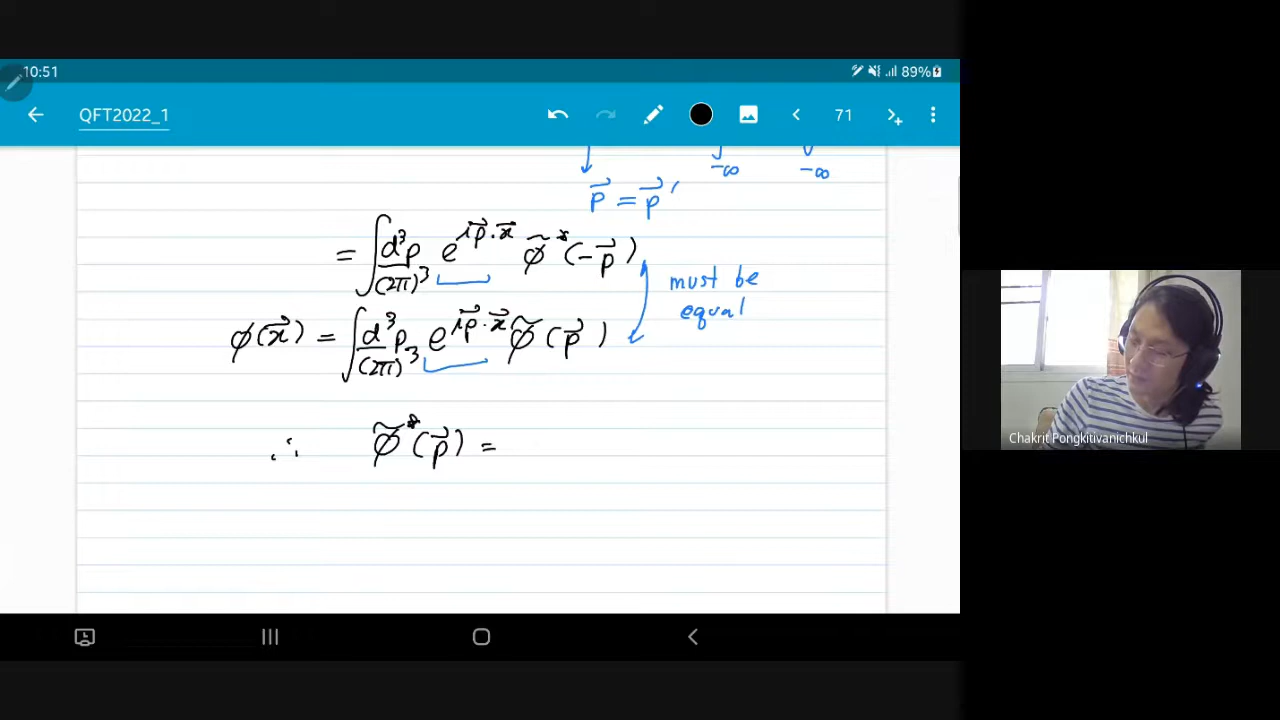 10:51
89%
QFT2022_1
71
-∞ -∞
p⃗ = p⃗'
= ∫ d³p/(2π)³ e^{ip⃗·x⃗} φ̃*(-p⃗)
must be
equal
φ(x⃗) = ∫ d³p/(2π)³ e^{ip⃗·x⃗} φ̃(p⃗)
∴ φ̃*(p⃗) =
Chakrit Pongkitivanichkul